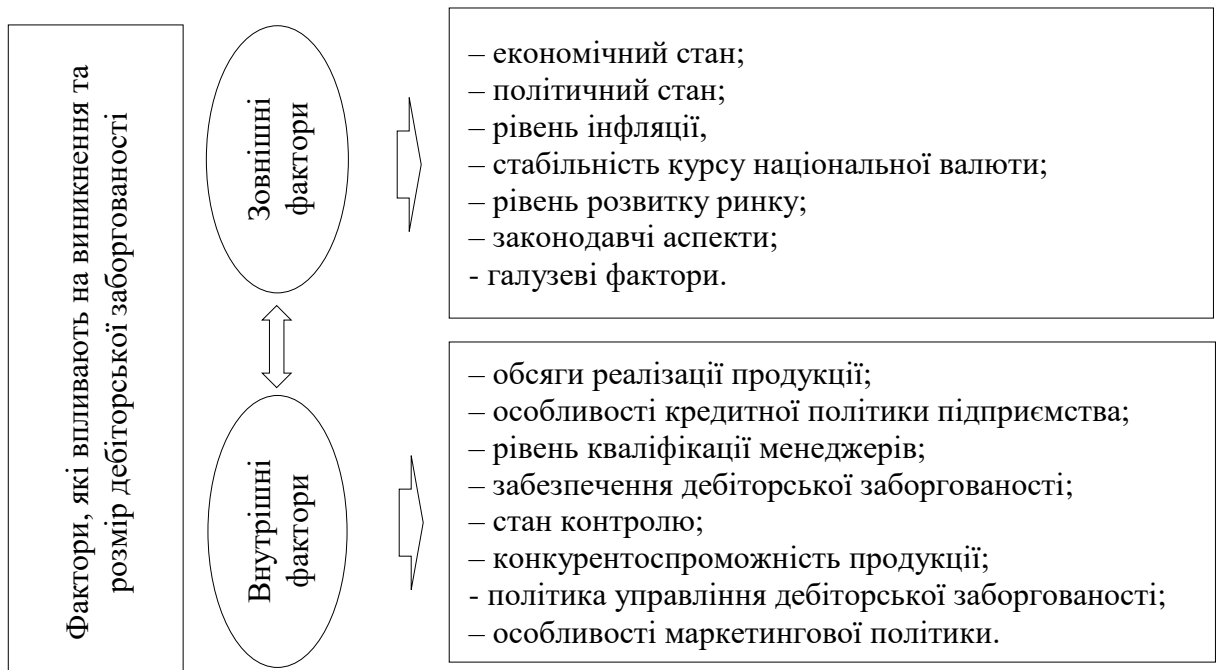 Фактори, які впливають на виникнення та
розмір дебіторської заборгованості
Зовнішні
фактори
– економічний стан;
– політичний стан;
– рівень інфляції,
– стабільність курсу національної валюти;
– рівень розвитку ринку;
– законодавчі аспекти;
- галузеві фактори.
Внутрішні
фактори
– обсяги реалізації продукції;
– особливості кредитної політики підприємства;
– рівень кваліфікації менеджерів;
– забезпечення дебіторської заборгованості;
– стан контролю;
– конкурентоспроможність продукції;
- політика управління дебіторської заборгованості;
– особливості маркетингової політики.